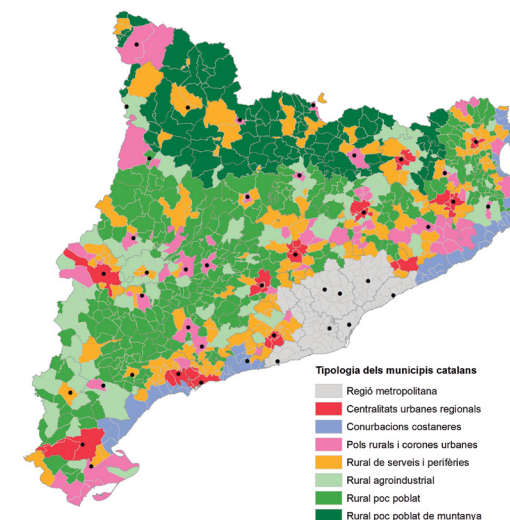 Tipologia dels municipis catalans
Regió metropolitana
Centralitats urbanes regionals
Conurbacions costaneres
Pols rurals i corones urbanes
Rural de serveis i perifèries
Rural agroindustrial
Rural poc poblat
Rural poc poblat de muntanya